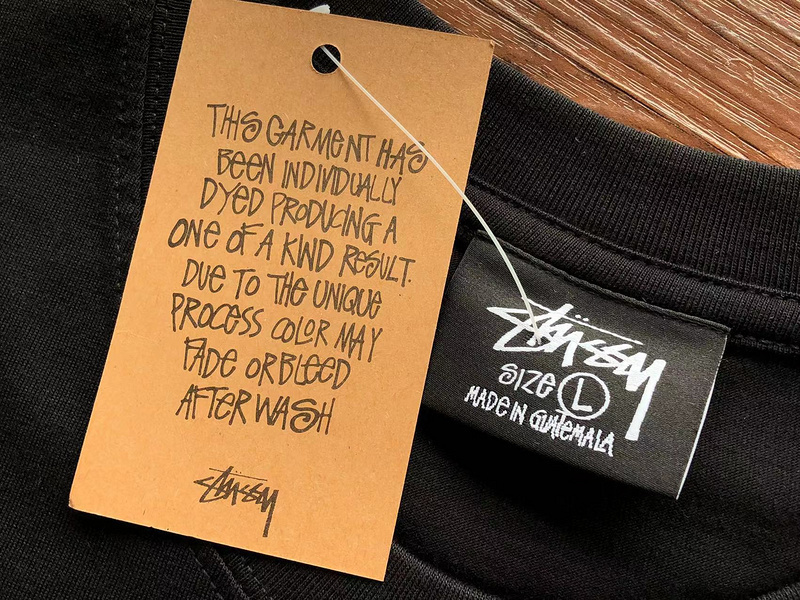 THIS GARMENT HAS
BEEN INDIVIDUALLY
DYED PRODUCING A
ONE OF A KIND RESULT.
DUE TO THE UNIQUE
PROCESS COLOR MAY
FADE OR BLEED
AFTER WASH
Stüssy
Stüssy
SIZE L
MADE IN GUATEMALA